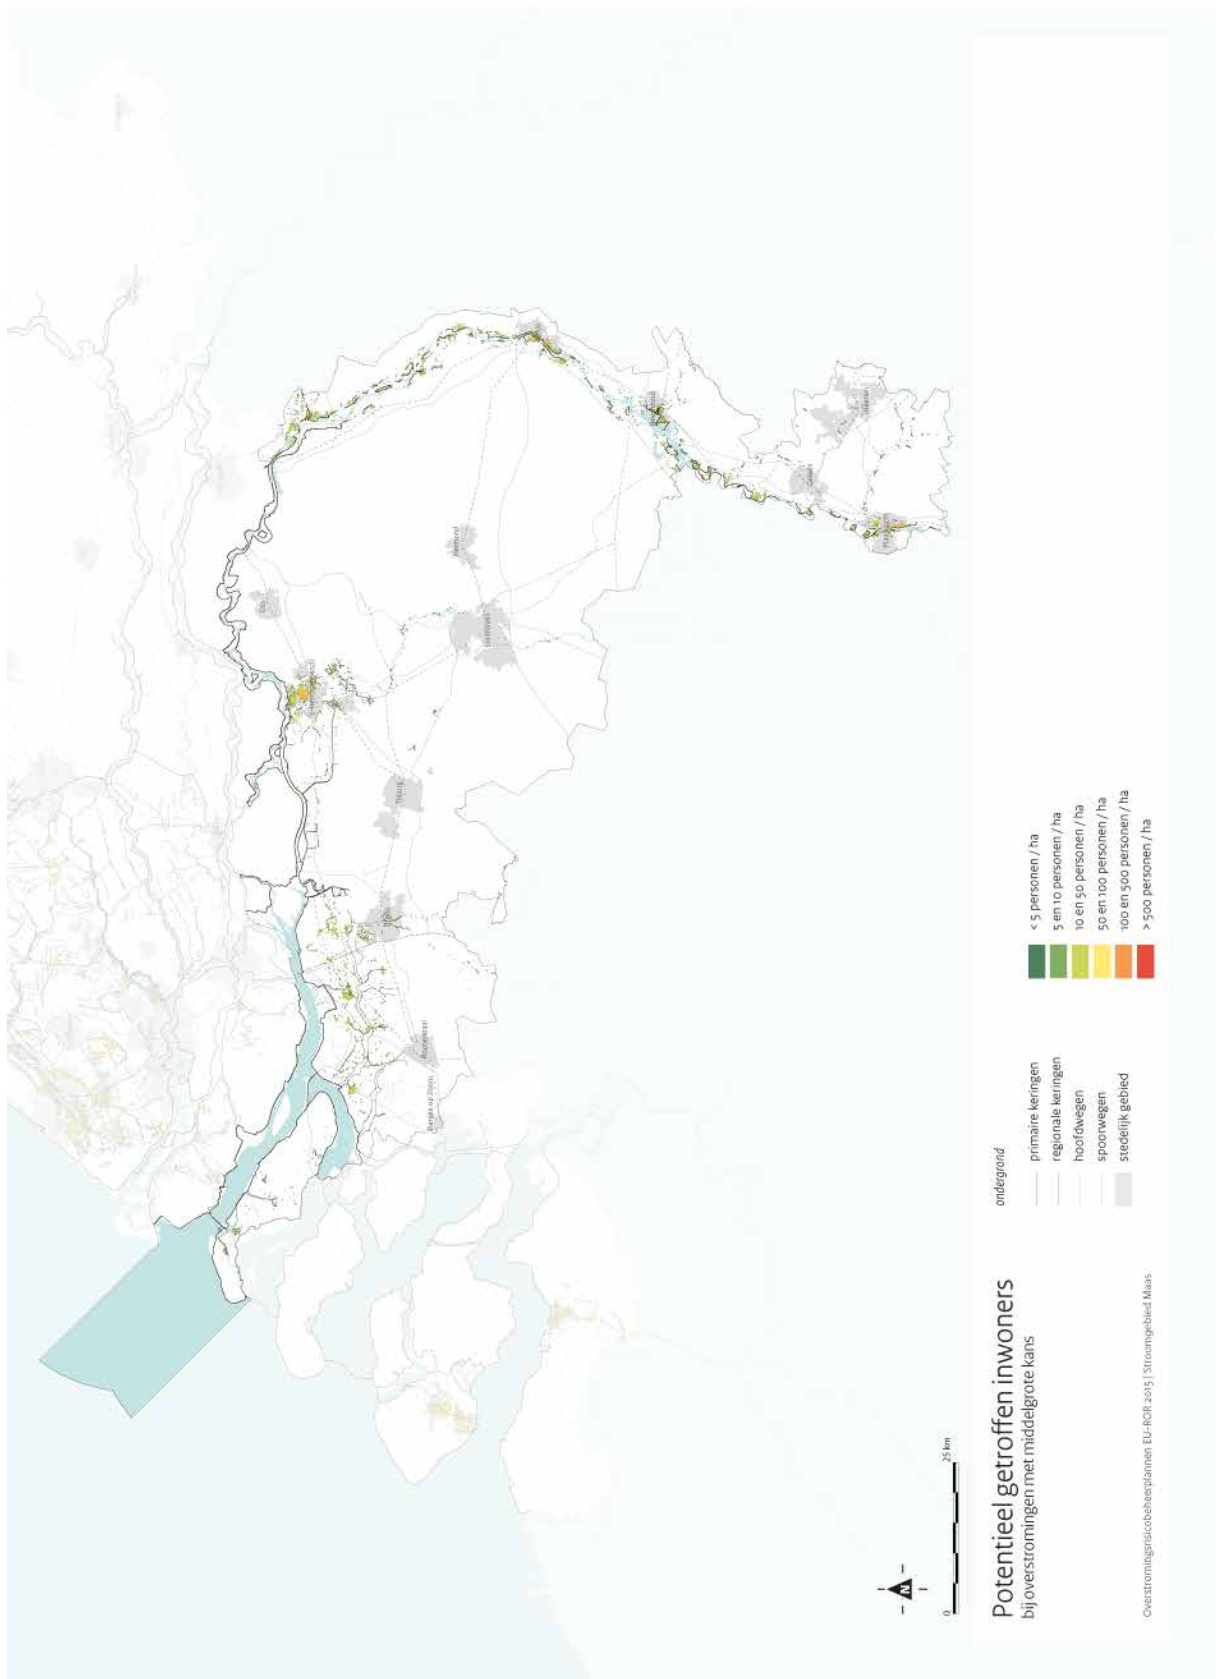 Potentieel getroffen inwoners
bij overstromingen met middelgrote kans
Overstromingsrisicobeheerplannen EU-ROR 2015 | Stroomgebied Maas
ondergrond
primaire keringen
regionale keringen
hoofdwegen
spoorwegen
stedelijk gebied
< 5 personen / ha
5 en 10 personen / ha
10 en 50 personen / ha
50 en 100 personen / ha
100 en 500 personen / ha
> 500 personen / ha
N
0
25 km
Bergen op Zoom
Roosendaal
Tilburg
Oss
Helmond
Eindhoven